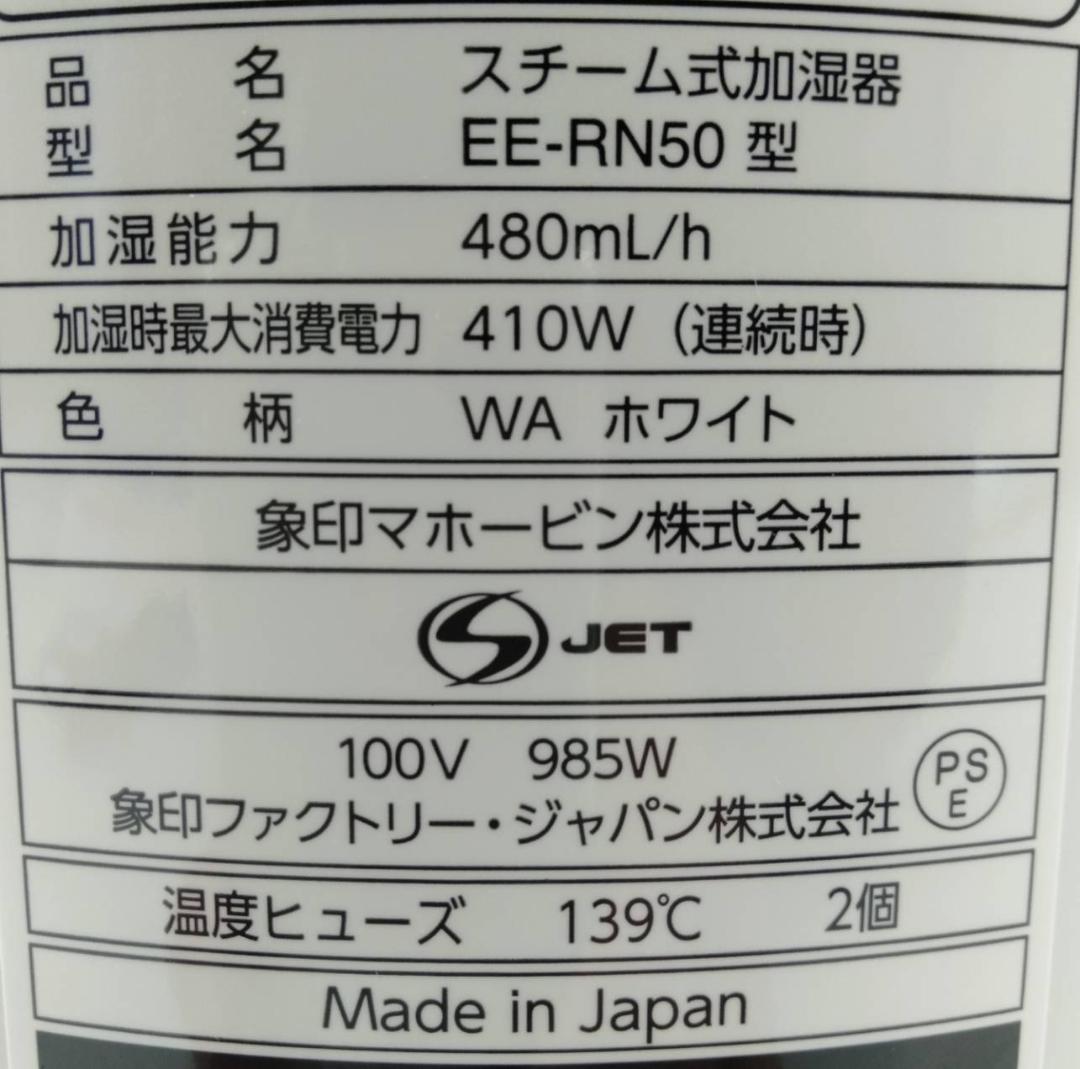 品名 スチーム式加湿器
型名 EE-RN50 型
加湿能力 480mL/h
加湿時最大消費電力 410W (連続時)
色柄 WA ホワイト
象印マホービン株式会社
S JET
100V 985W
象印ファクトリー・ジャパン株式会社
PS
E
温度ヒューズ 139℃ 2個
Made in Japan